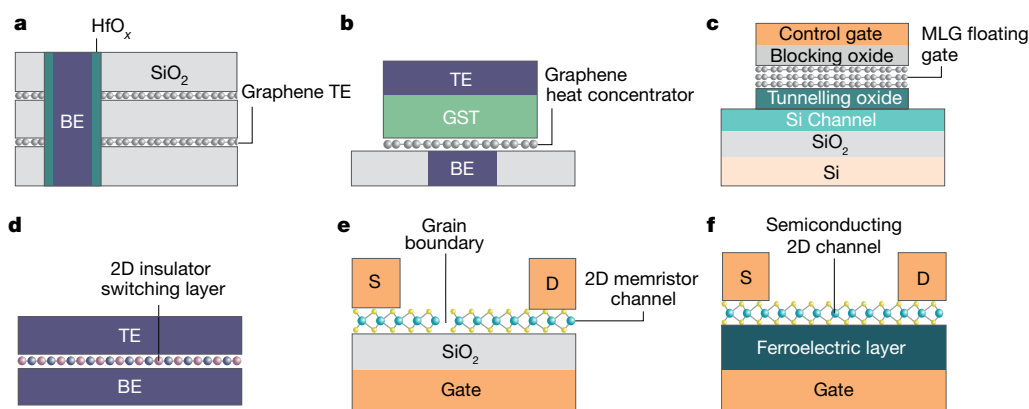 a
HfOₓ
SiO₂
Graphene TE
BE
b
TE
Graphene
heat concentrator
GST
BE
c
Control gate
MLG floating
gate
Blocking oxide
Tunnelling oxide
Si Channel
SiO₂
Si
d
2D insulator
switching layer
TE
BE
e
Grain
boundary
S
D
2D memristor
channel
SiO₂
Gate
f
Semiconducting
2D channel
S
D
Ferroelectric layer
Gate